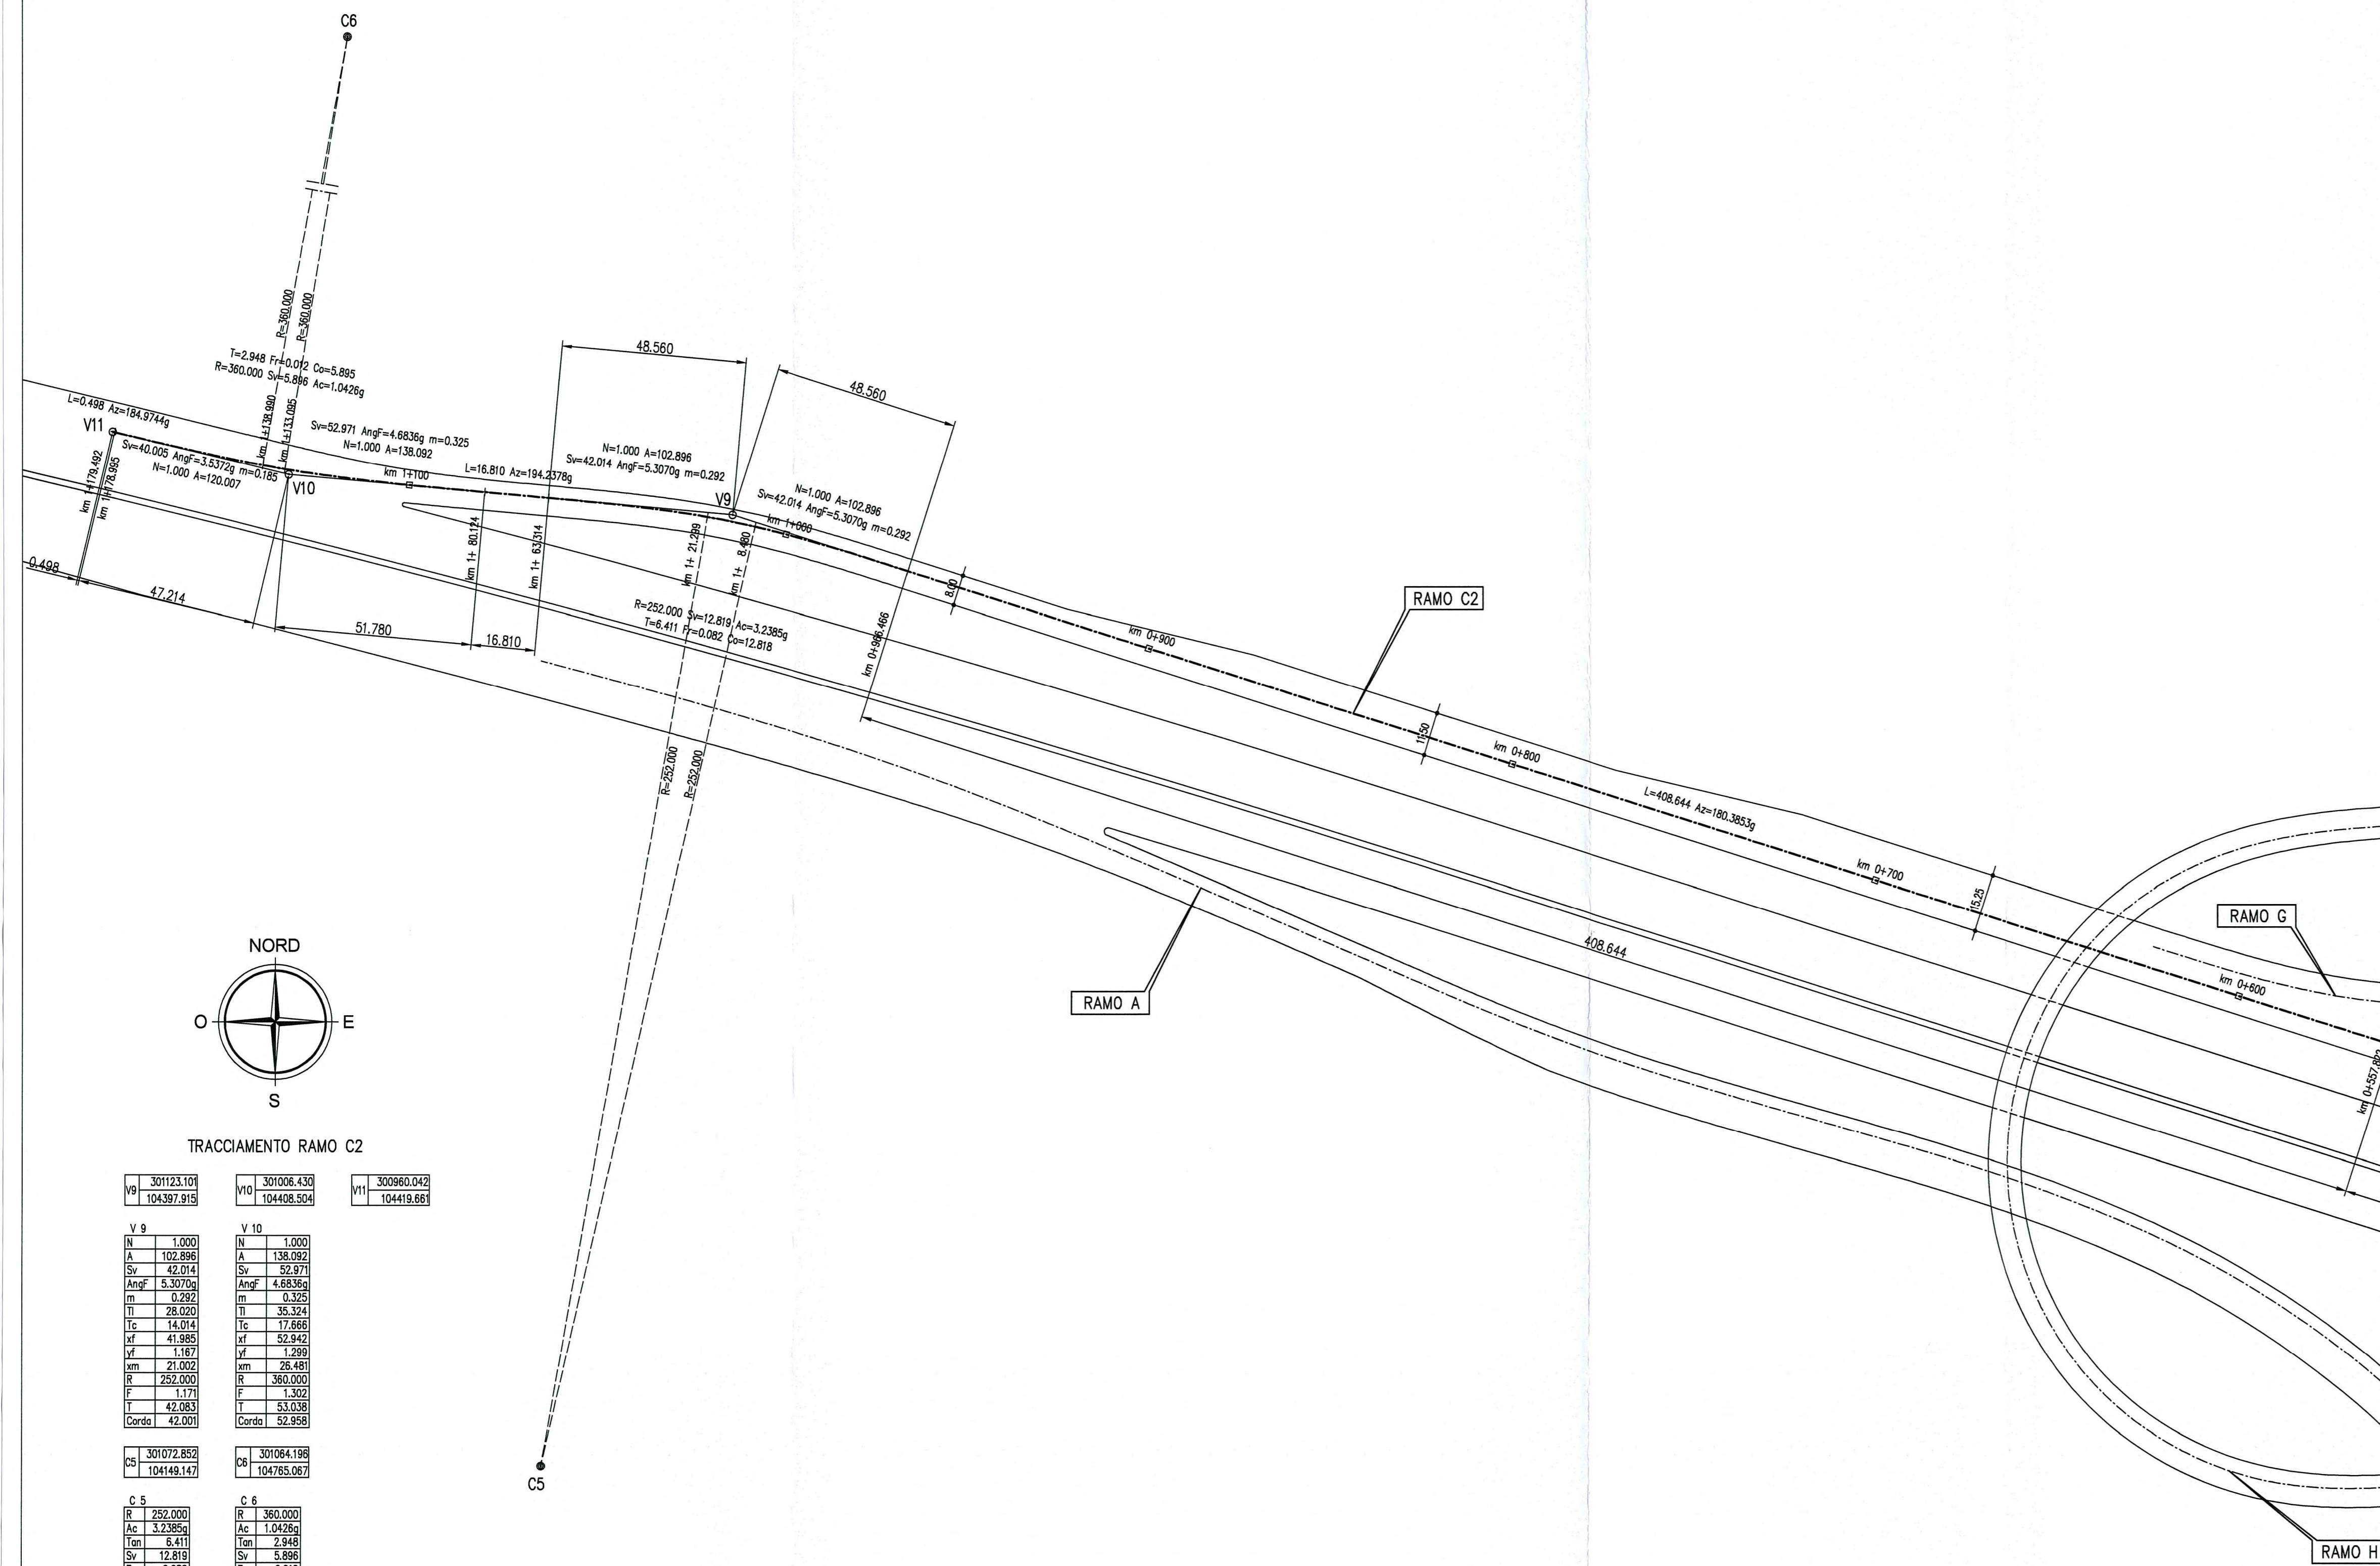 C6
R=360.000
R=360.000
T=2.948 Fr=0.012 Co=5.895
R=360.000 Sv=5.896 Ac=1.0426g
48.560
48.560
L=0.498 Az=184.9744g
V11
km 1+138.990
km 1+133.095
Sv=52.971 AngF=4.6836g m=0.325
N=1.000 A=138.092
Sv=40.005 AngF=3.5372g m=0.185
N=1.000 A=120.007
V10
km 1+100
L=16.810 Az=194.2378g
N=1.000 A=102.896
Sv=42.014 AngF=5.3070g m=0.292
V9
N=1.000 A=102.896
Sv=42.014 AngF=5.3070g m=0.292
km 1+000
km 1+179.492
km 1+178.995
km 1+ 80.124
km 1+ 63.314
km 1+ 21.299
km 1+ 8.480
0.498
47.214
51.780
16.810
R=252.000 Sv=12.819 Ac=3.2385g
T=6.411 Fr=0.082 Co=12.818
km 0+966.466
8.00
RAMO C2
km 0+900
11.50
km 0+800
L=408.644 Az=180.3853g
R=252.000
R=252.000
km 0+700
15.25
RAMO G
408.644
km 0+600
RAMO A
km 0+557.822
NORD
O
E
S
TRACCIAMENTO RAMO C2
V9 301123.101
104397.915
V10 301006.430
104408.504
V11 300960.042
104419.661
V 9
N 1.000
A 102.896
Sv 42.014
AngF 5.3070g
m 0.292
Tl 28.020
Tc 14.014
xf 41.985
yf 1.167
xm 21.002
R 252.000
F 1.171
T 42.083
Corda 42.001
V 10
N 1.000
A 138.092
Sv 52.971
AngF 4.6836g
m 0.325
Tl 35.324
Tc 17.666
xf 52.942
yf 1.299
xm 26.481
R 360.000
F 1.302
T 53.038
Corda 52.958
C5 301072.852
104149.147
C6 301064.196
104765.067
C 5
R 252.000
Ac 3.2385g
Tan 6.411
Sv 12.819
C 6
R 360.000
Ac 1.0426g
Tan 2.948
Sv 5.896
C5
RAMO H